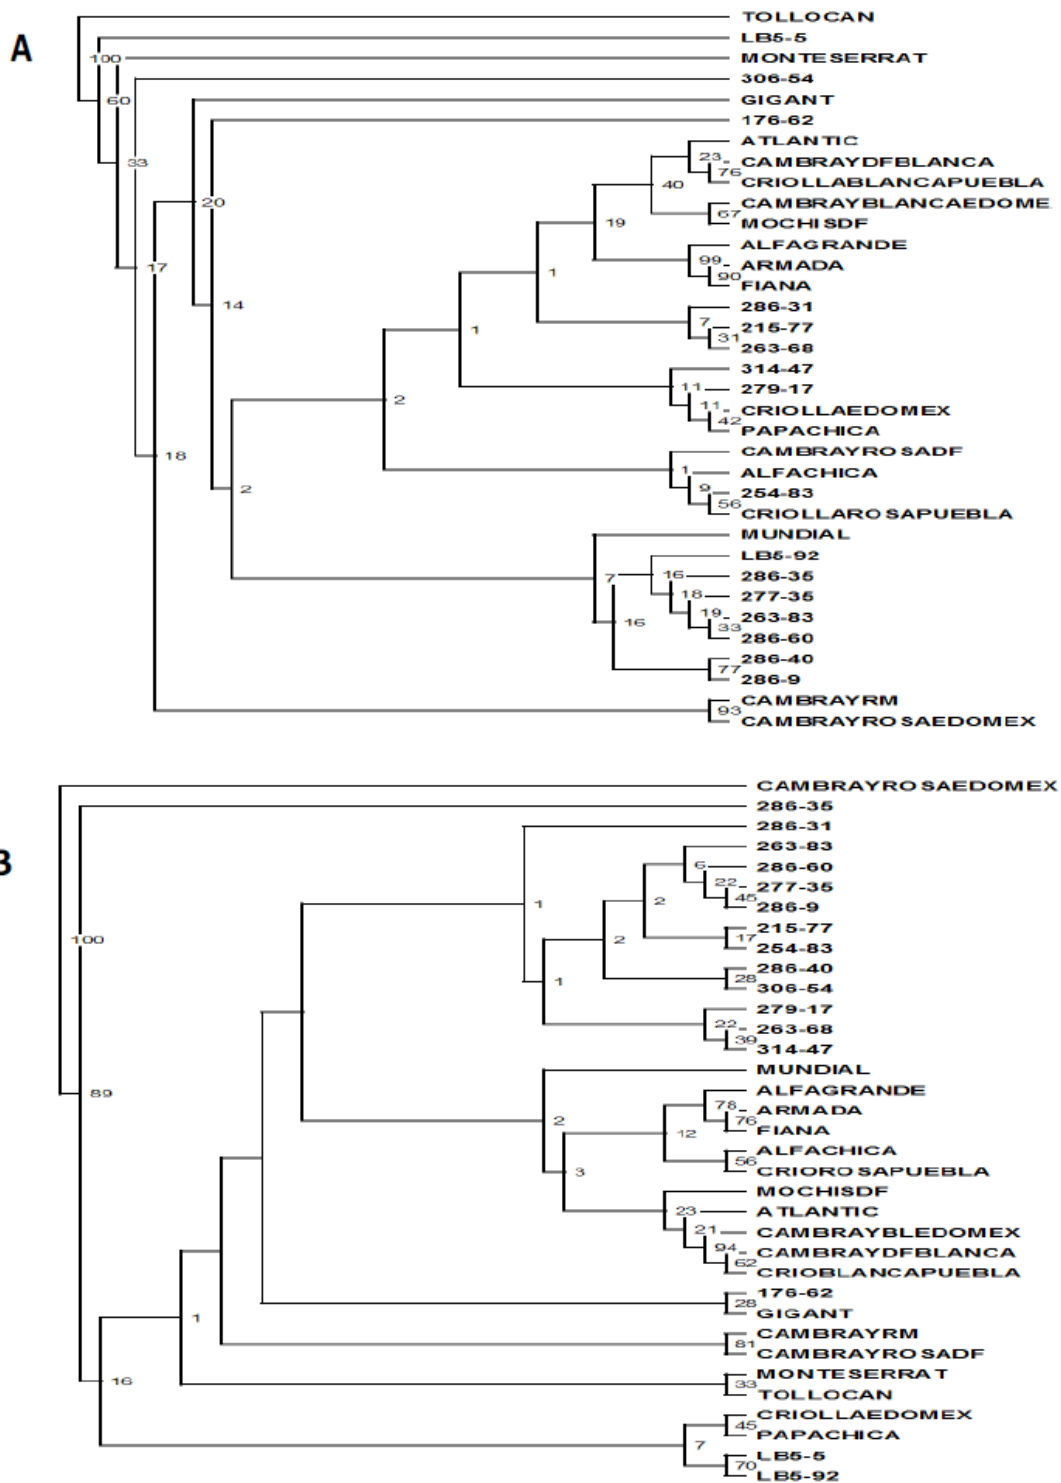 A
TOLLOCAN
LB5-5
100 MONTESERRAT
306-54
60 GIGANT
176-62
ATLANTIC
23 CAMBRAYDFBLANCA
33
76
CRIOLLABLANCAPUEBLA
40
20 CAMBRAYBLANCAEDOME
67
19 MOCHISDF
ALFAGRANDE
99 ARMADA
17 1 90
FIANA
14 286-31
7 215-77
1 31
263-68
314-47
11 279-17
2 11 CRIOLLAEDOMEX
42
PAPACHICA
18 CAMBRAYROSADF
1 ALFACHICA
2 9 254-83
56
CRIOLLAROSAPUEBLA
MUNDIAL
LB5-92
7 16 286-35
18 277-35
16 19 263-83
33
286-60
286-40
77
286-9
CAMBRAYRM
93
CAMBRAYROSAEDOMEX
B
CAMBRAYROSAEDOMEX
286-35
286-31
263-83
6 286-60
22 277-35
1 2 45
286-9
215-77
100 2 17
254-83
286-40
1 28
306-54
279-17
22 263-68
39
314-47
MUNDIAL
89 ALFAGRANDE
78 ARMADA
2 12 76
FIANA
ALFACHICA
3 56
CRIOROSAPUEBLA
MOCHISDF
23 ATLANTIC
21 CAMBRAYBLEDOMEX
94 CAMBRAYDFBLANCA
62
CRIOBLANCAPUEBLA
176-62
28
1 GIGANT
CAMBRAYRM
81
CAMBRAYROSADF
MONTESERRAT
16 33
TOLLOCAN
CRIOLLAEDOMEX
45
PAPACHICA
7
LB5-5
70
LB5-92